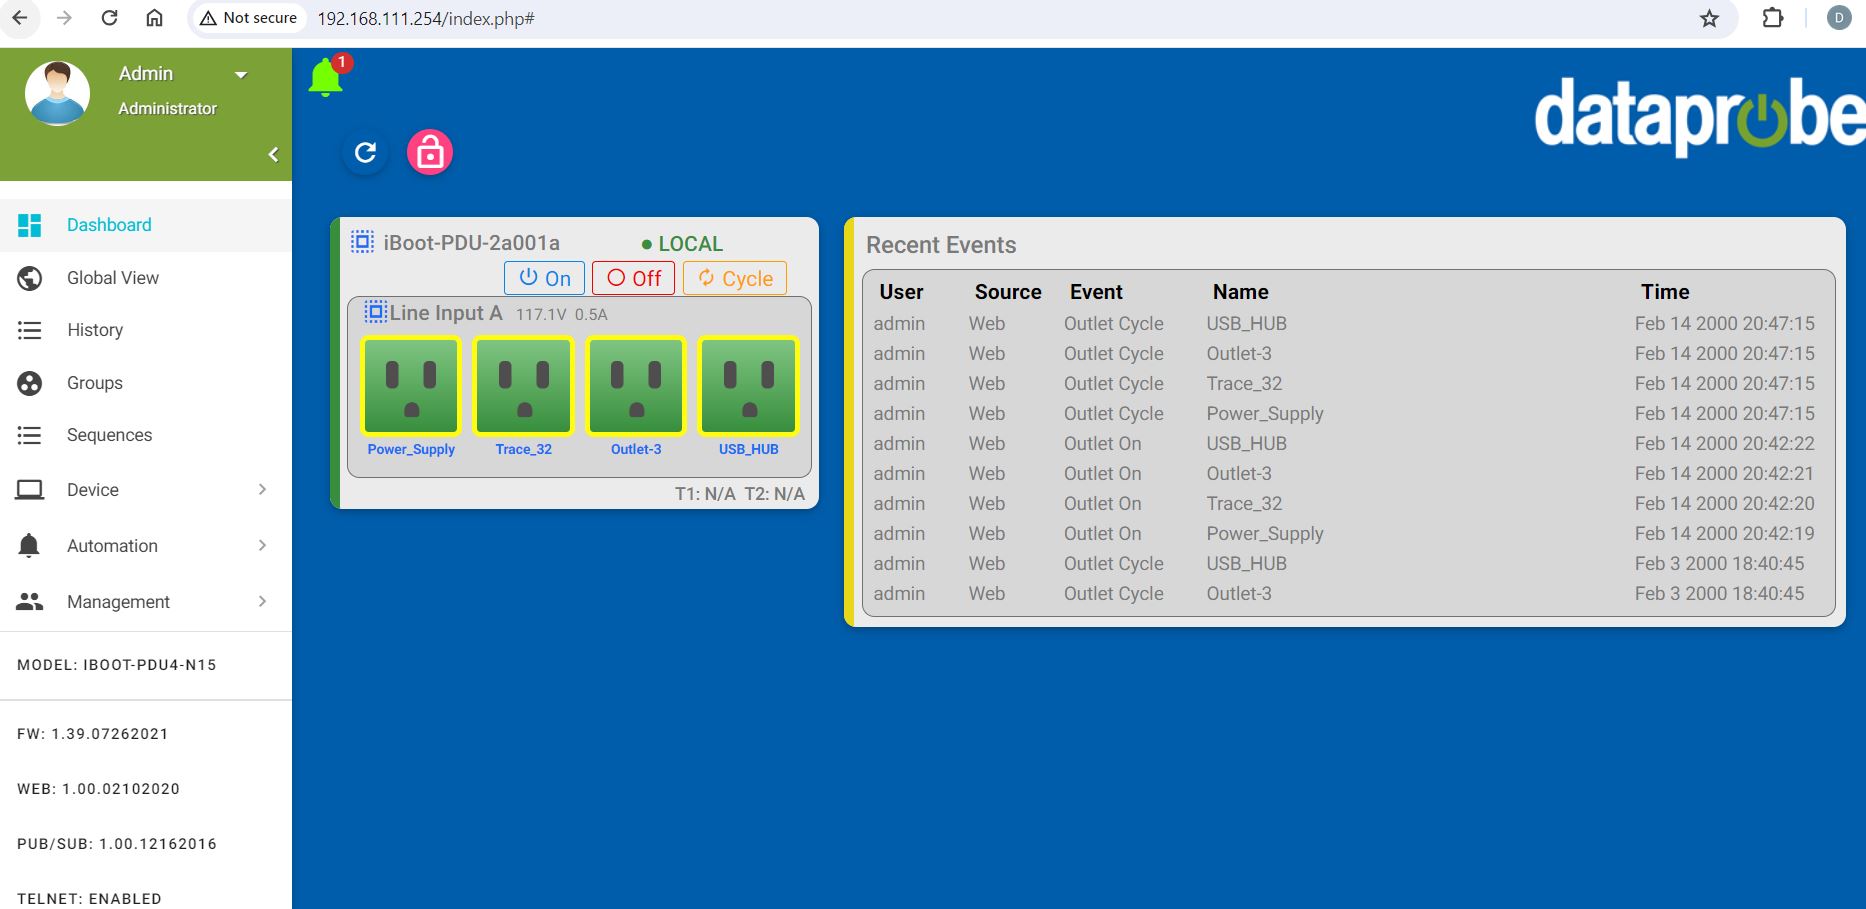 Not secure 192.168.111.254/index.php# D
Admin
Administrator
1
dataprobe
Dashboard
Global View
History
Groups
Sequences
Device
Automation
Management
MODEL: IBOOT-PDU4-N15
FW: 1.39.07262021
WEB: 1.00.02102020
PUB/SUB: 1.00.12162016
TELNET: ENABLED
iBoot-PDU-2a001a LOCAL
On Off Cycle
Line Input A 117.1V 0.5A
Power_Supply Trace_32 Outlet-3 USB_HUB
T1: N/A T2: N/A
Recent Events
User Source Event Name Time
admin Web Outlet Cycle USB_HUB Feb 14 2000 20:47:15
admin Web Outlet Cycle Outlet-3 Feb 14 2000 20:47:15
admin Web Outlet Cycle Trace_32 Feb 14 2000 20:47:15
admin Web Outlet Cycle Power_Supply Feb 14 2000 20:47:15
admin Web Outlet On USB_HUB Feb 14 2000 20:42:22
admin Web Outlet On Outlet-3 Feb 14 2000 20:42:21
admin Web Outlet On Trace_32 Feb 14 2000 20:42:20
admin Web Outlet On Power_Supply Feb 14 2000 20:42:19
admin Web Outlet Cycle USB_HUB Feb 3 2000 18:40:45
admin Web Outlet Cycle Outlet-3 Feb 3 2000 18:40:45